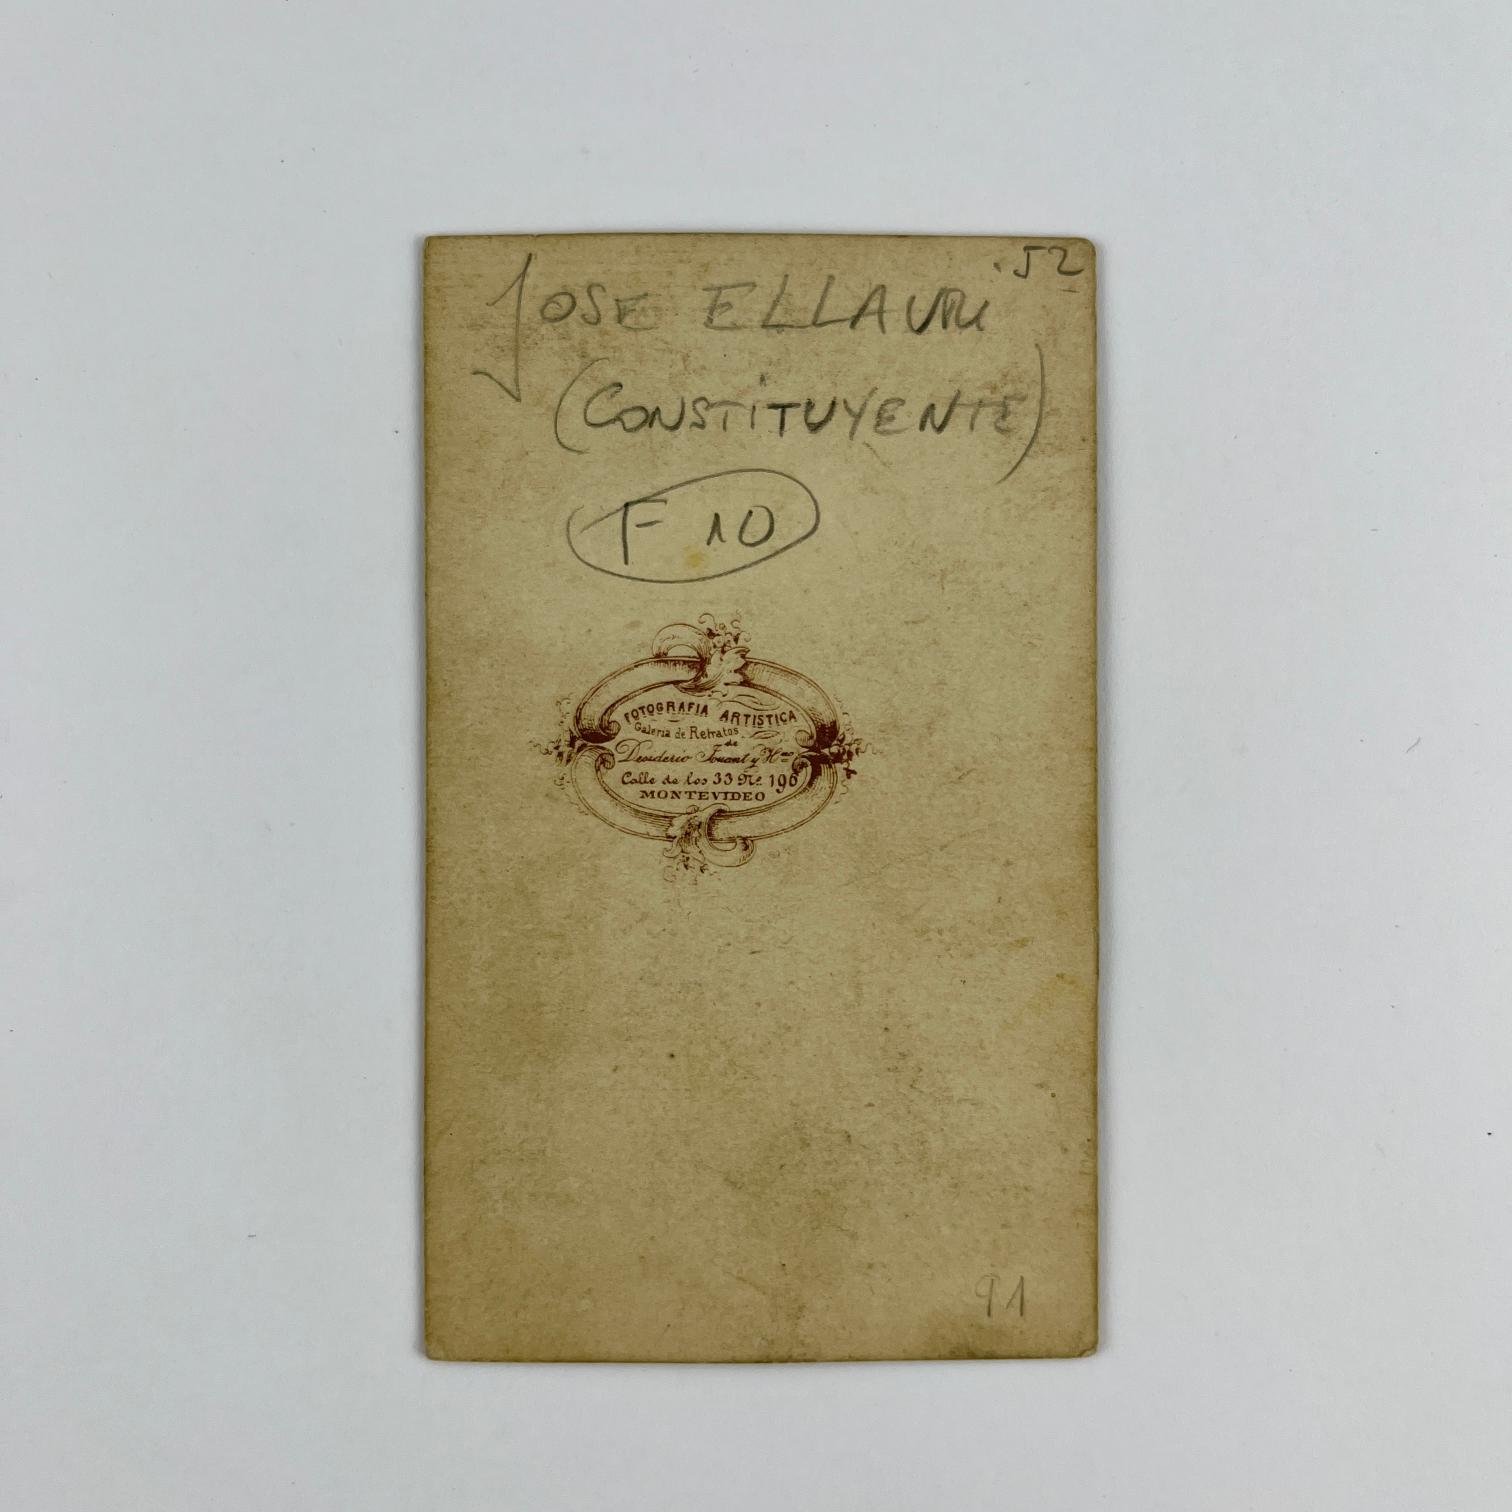 .52
JOSE ELLAURI
(CONSTITUYENTE)
F 10
FOTOGRAFIA ARTISTICA
Galeria de Retratos
de
Desiderio Jouant y Hno
Calle de los 33 No. 196
MONTEVIDEO
91